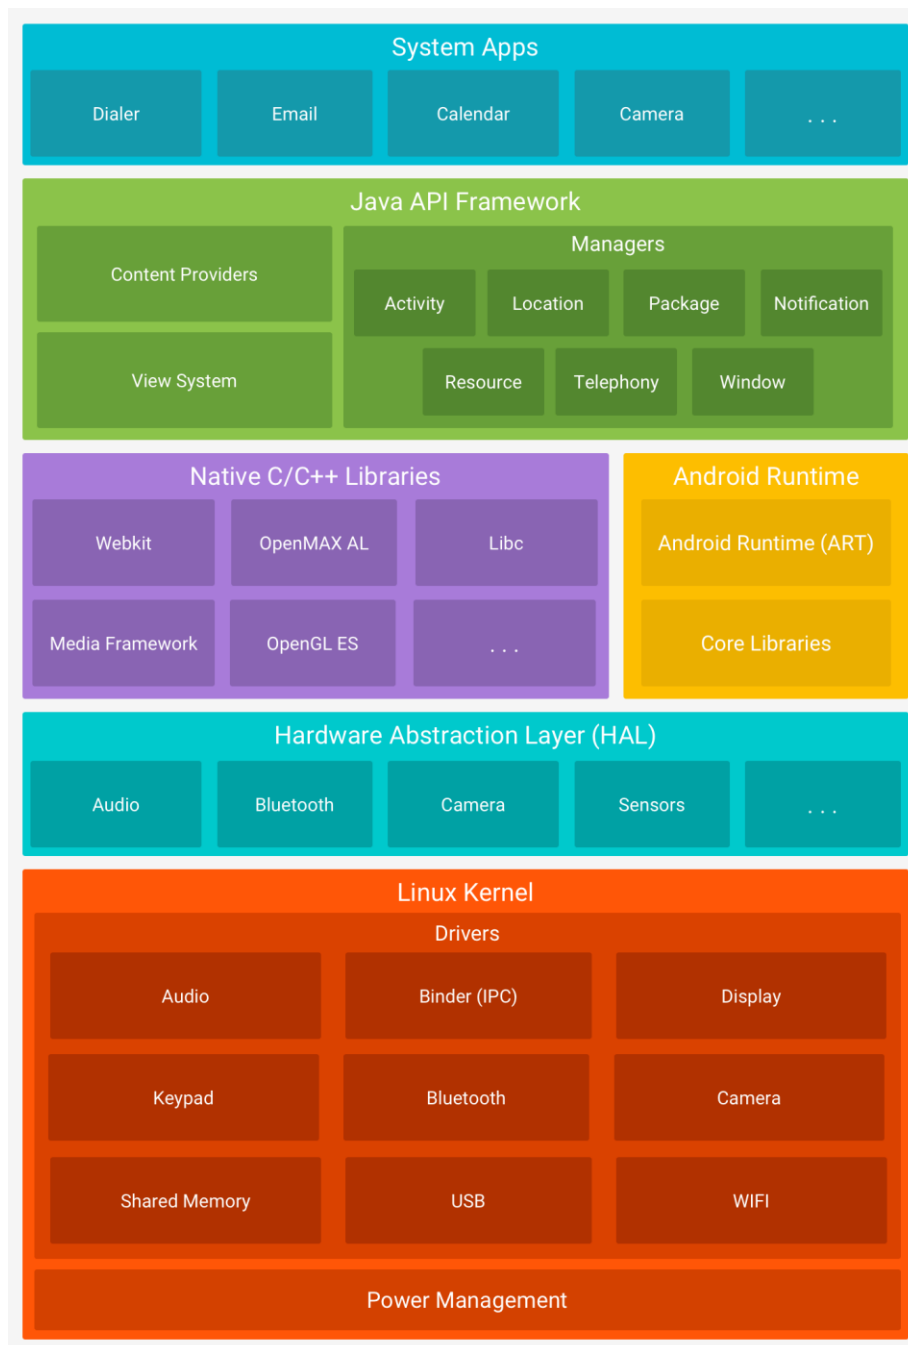 System Apps
Dialer
Email
Calendar
Camera
. . .
Java API Framework
Content Providers
View System
Managers
Activity
Location
Package
Notification
Resource
Telephony
Window
Native C/C++ Libraries
Webkit
OpenMAX AL
Libc
Media Framework
OpenGL ES
. . .
Android Runtime
Android Runtime (ART)
Core Libraries
Hardware Abstraction Layer (HAL)
Audio
Bluetooth
Camera
Sensors
. . .
Linux Kernel
Drivers
Audio
Binder (IPC)
Display
Keypad
Bluetooth
Camera
Shared Memory
USB
WIFI
Power Management